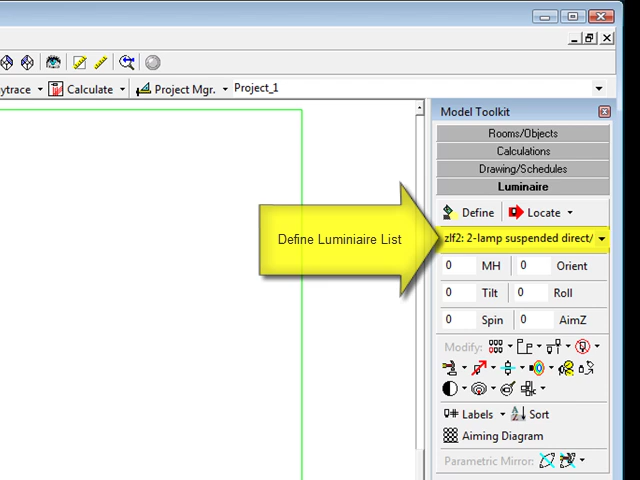 ytrace Calculate Project Mgr. Project_1
Model Toolkit
Rooms/Objects
Calculations
Drawing/Schedules
Luminaire
Define Locate
Define Luminiaire List
zlf2: 2-lamp suspended direct/
0 MH 0 Orient
0 Tilt 0 Roll
0 Spin 0 AimZ
Modify:
Labels AZ Sort
Aiming Diagram
Parametric Mirror: